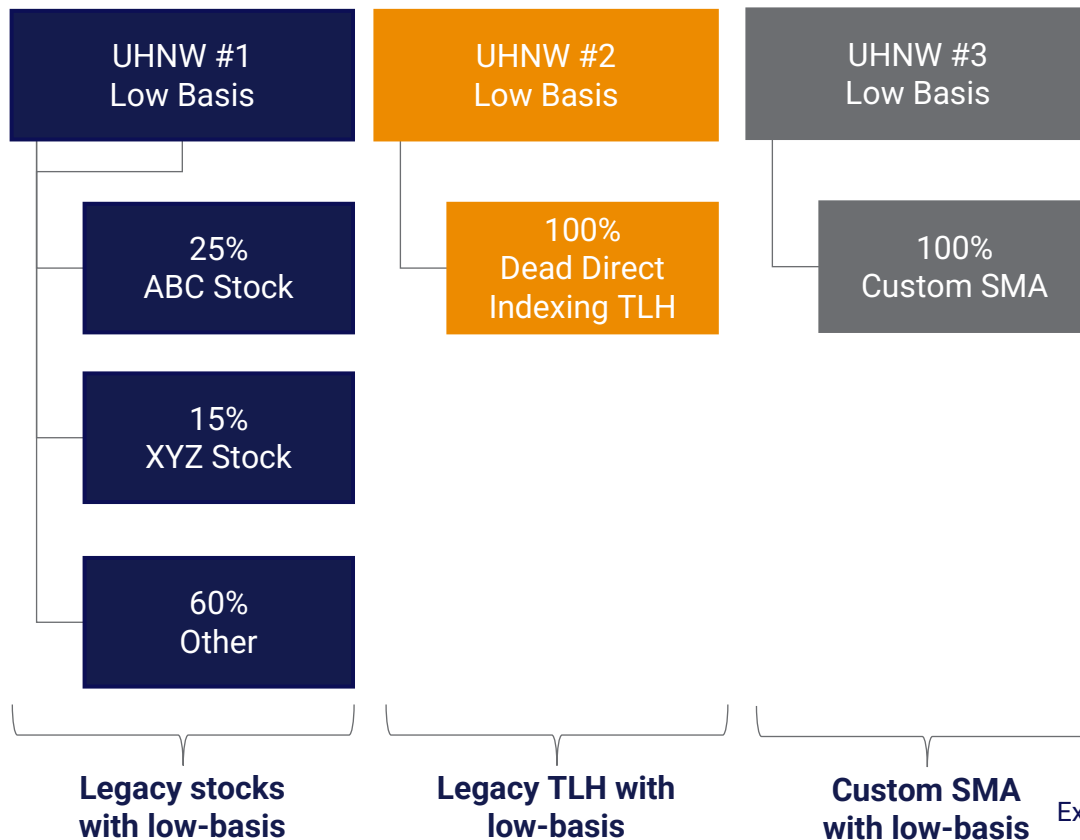 UHNW #1
Low Basis
UHNW #2
Low Basis
UHNW #3
Low Basis
25%
ABC Stock
100%
Dead Direct
Indexing TLH
100%
Custom SMA
15%
XYZ Stock
60%
Other
Legacy stocks
with low-basis
Legacy TLH with
low-basis
Custom SMA
with low-basis
Ex